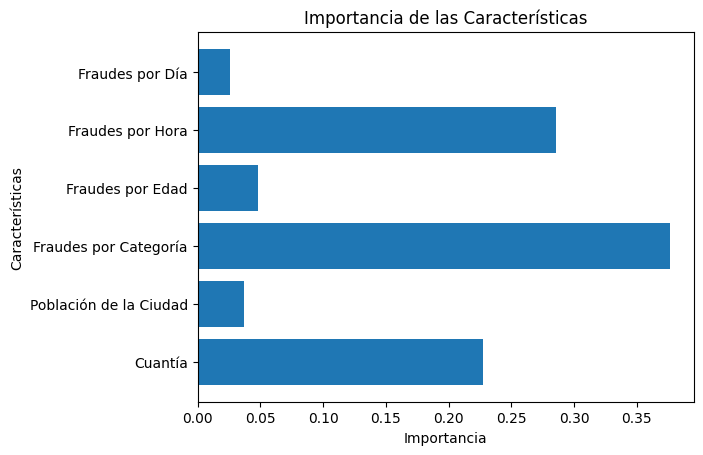 Importancia de las Características
Características
Fraudes por Día
Fraudes por Hora
Fraudes por Edad
Fraudes por Categoría
Población de la Ciudad
Cuantía
0.00 0.05 0.10 0.15 0.20 0.25 0.30 0.35
Importancia